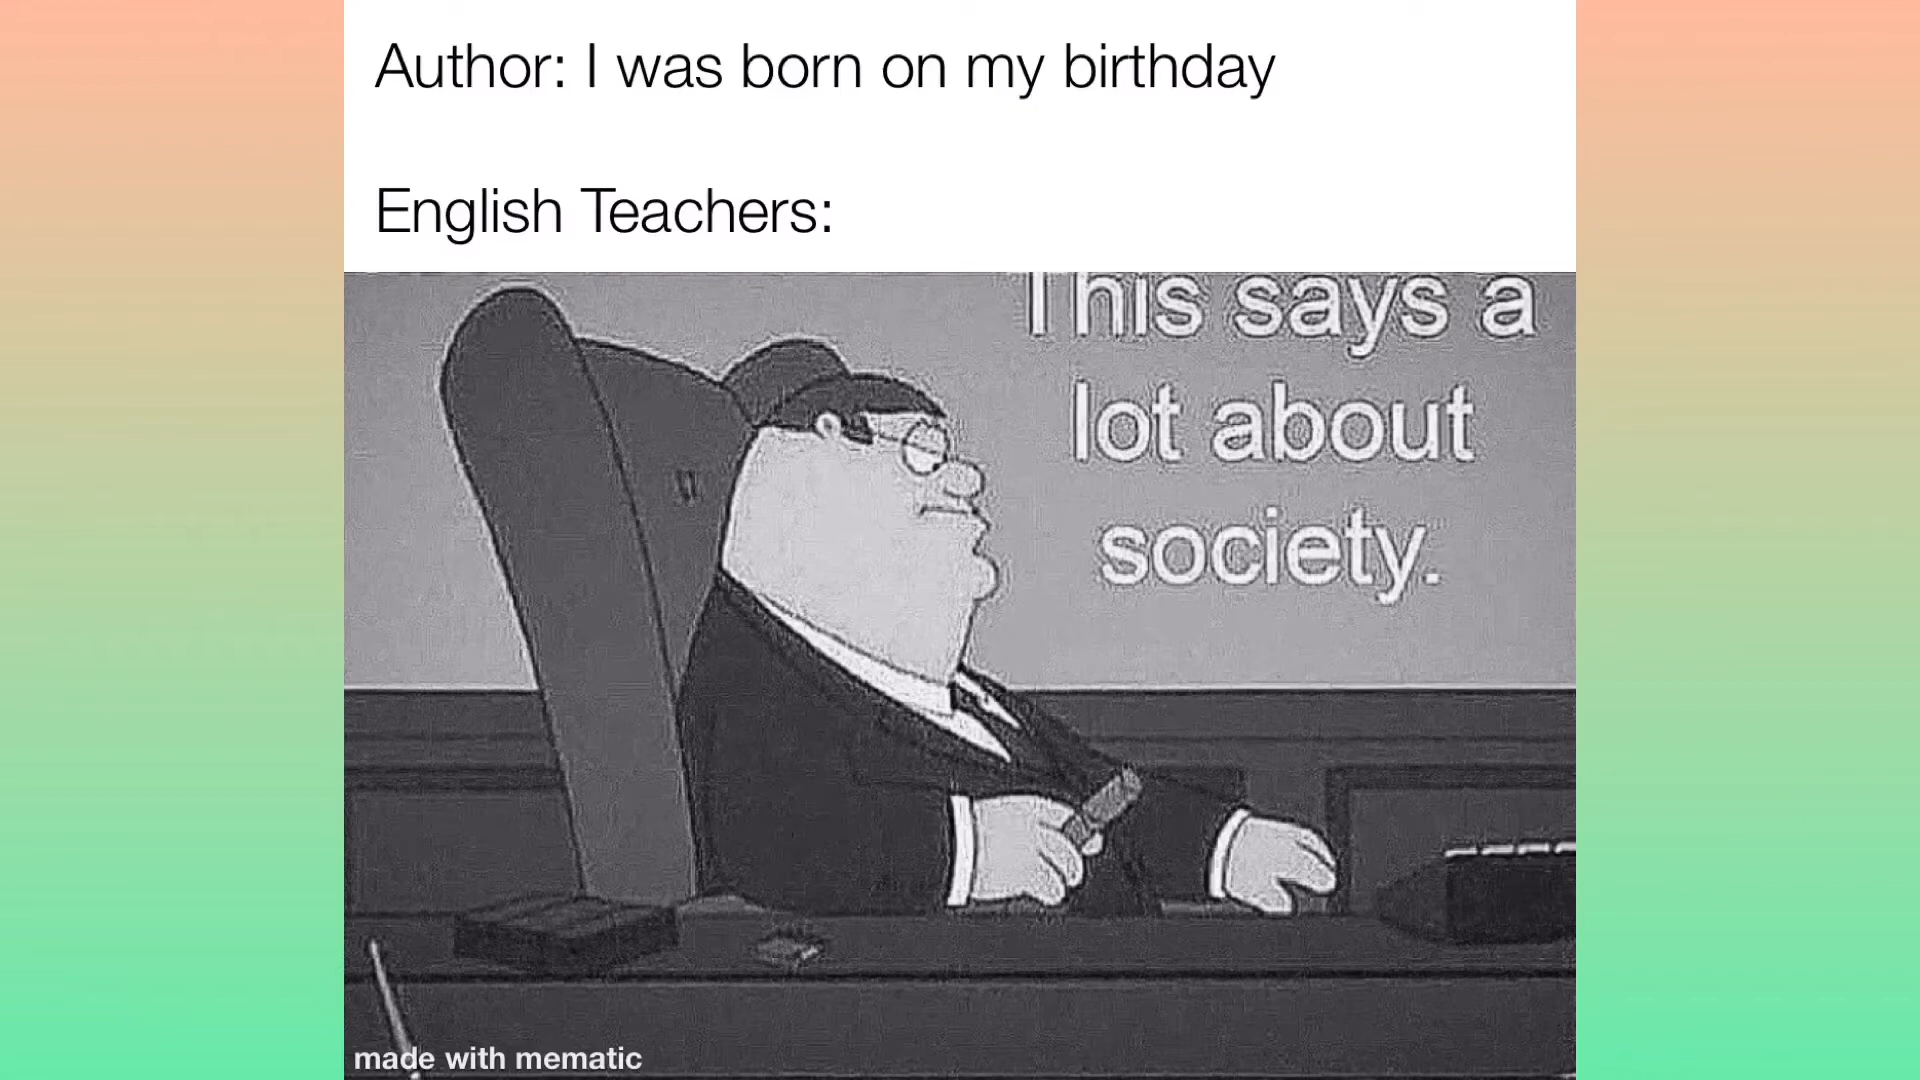 Author: I was born on my birthday
English Teachers:
This says a
lot about
society.
made with mematic